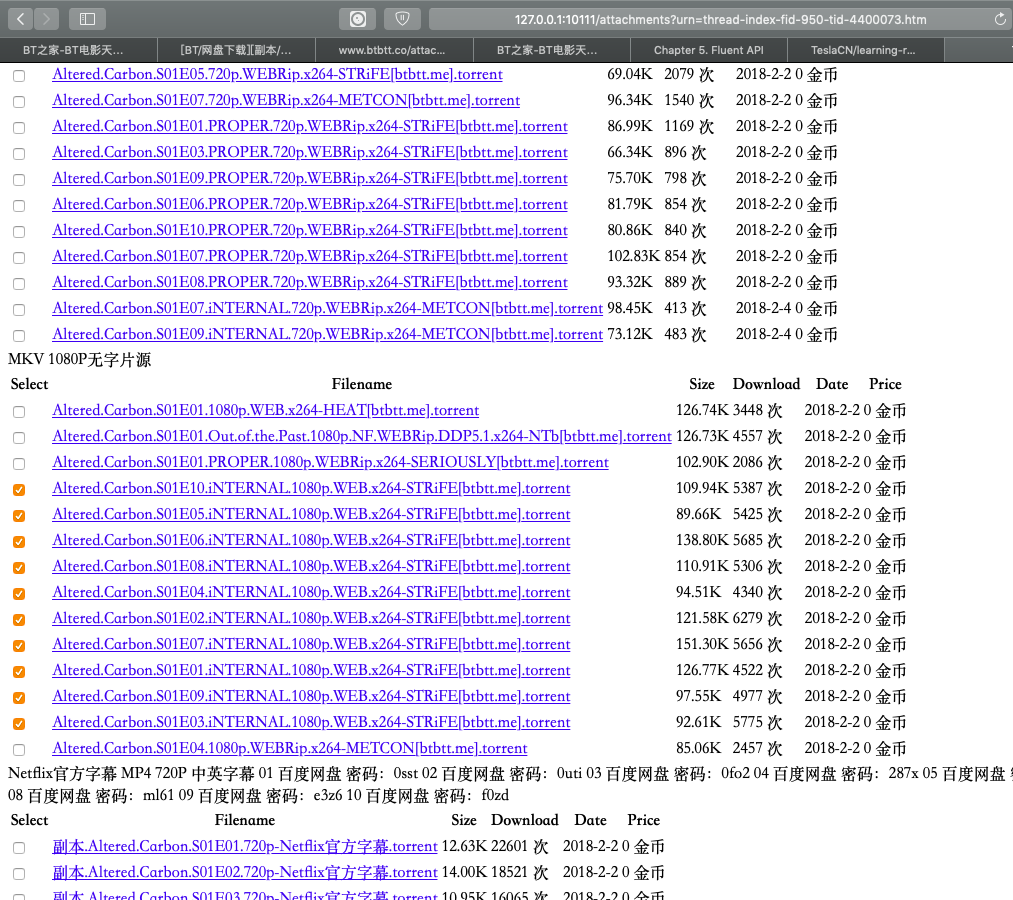 127.0.0.1:10111/attachments?urn=thread-index-fid-950-tid-4400073.htm
BT之家-BT电影天... [BT/网盘下载][副本/... www.btbtt.co/attac... BT之家-BT电影天... Chapter 5. Fluent API TeslaCN/learning-r...
Altered.Carbon.S01E05.720p.WEBRip.x264-STRiFE[btbtt.me].torrent 69.04K 2079 次 2018-2-2 0 金币
Altered.Carbon.S01E07.720p.WEBRip.x264-METCON[btbtt.me].torrent 96.34K 1540 次 2018-2-2 0 金币
Altered.Carbon.S01E01.PROPER.720p.WEBRip.x264-STRiFE[btbtt.me].torrent 86.99K 1169 次 2018-2-2 0 金币
Altered.Carbon.S01E03.PROPER.720p.WEBRip.x264-STRiFE[btbtt.me].torrent 66.34K 896 次 2018-2-2 0 金币
Altered.Carbon.S01E09.PROPER.720p.WEBRip.x264-STRiFE[btbtt.me].torrent 75.70K 798 次 2018-2-2 0 金币
Altered.Carbon.S01E06.PROPER.720p.WEBRip.x264-STRiFE[btbtt.me].torrent 81.79K 854 次 2018-2-2 0 金币
Altered.Carbon.S01E10.PROPER.720p.WEBRip.x264-STRiFE[btbtt.me].torrent 80.86K 840 次 2018-2-2 0 金币
Altered.Carbon.S01E07.PROPER.720p.WEBRip.x264-STRiFE[btbtt.me].torrent 102.83K 854 次 2018-2-2 0 金币
Altered.Carbon.S01E08.PROPER.720p.WEBRip.x264-STRiFE[btbtt.me].torrent 93.32K 889 次 2018-2-2 0 金币
Altered.Carbon.S01E07.iNTERNAL.720p.WEBRip.x264-METCON[btbtt.me].torrent 98.45K 413 次 2018-2-4 0 金币
Altered.Carbon.S01E09.iNTERNAL.720p.WEBRip.x264-METCON[btbtt.me].torrent 73.12K 483 次 2018-2-4 0 金币
MKV 1080P无字片源
Select Filename Size Download Date Price
Altered.Carbon.S01E01.1080p.WEB.x264-HEAT[btbtt.me].torrent 126.74K 3448 次 2018-2-2 0 金币
Altered.Carbon.S01E01.Out.of.the.Past.1080p.NF.WEBRip.DDP5.1.x264-NTb[btbtt.me].torrent 126.73K 4557 次 2018-2-2 0 金币
Altered.Carbon.S01E01.PROPER.1080p.WEBRip.x264-SERIOUSLY[btbtt.me].torrent 102.90K 2086 次 2018-2-2 0 金币
Altered.Carbon.S01E10.iNTERNAL.1080p.WEB.x264-STRiFE[btbtt.me].torrent 109.94K 5387 次 2018-2-2 0 金币
Altered.Carbon.S01E05.iNTERNAL.1080p.WEB.x264-STRiFE[btbtt.me].torrent 89.66K 5425 次 2018-2-2 0 金币
Altered.Carbon.S01E06.iNTERNAL.1080p.WEB.x264-STRiFE[btbtt.me].torrent 138.80K 5685 次 2018-2-2 0 金币
Altered.Carbon.S01E08.iNTERNAL.1080p.WEB.x264-STRiFE[btbtt.me].torrent 110.91K 5306 次 2018-2-2 0 金币
Altered.Carbon.S01E04.iNTERNAL.1080p.WEB.x264-STRiFE[btbtt.me].torrent 94.51K 4340 次 2018-2-2 0 金币
Altered.Carbon.S01E02.iNTERNAL.1080p.WEB.x264-STRiFE[btbtt.me].torrent 121.58K 6279 次 2018-2-2 0 金币
Altered.Carbon.S01E07.iNTERNAL.1080p.WEB.x264-STRiFE[btbtt.me].torrent 151.30K 5656 次 2018-2-2 0 金币
Altered.Carbon.S01E01.iNTERNAL.1080p.WEB.x264-STRiFE[btbtt.me].torrent 126.77K 4522 次 2018-2-2 0 金币
Altered.Carbon.S01E09.iNTERNAL.1080p.WEB.x264-STRiFE[btbtt.me].torrent 97.55K 4977 次 2018-2-2 0 金币
Altered.Carbon.S01E03.iNTERNAL.1080p.WEB.x264-STRiFE[btbtt.me].torrent 92.61K 5775 次 2018-2-2 0 金币
Altered.Carbon.S01E04.1080p.WEBRip.x264-METCON[btbtt.me].torrent 85.06K 2457 次 2018-2-2 0 金币
Netflix官方字幕 MP4 720P 中英字幕 01 百度网盘 密码：0sst 02 百度网盘 密码：0uti 03 百度网盘 密码：0fo2 04 百度网盘 密码：287x 05 百度网盘
08 百度网盘 密码：ml61 09 百度网盘 密码：e3z6 10 百度网盘 密码：f0zd
Select Filename Size Download Date Price
副本.Altered.Carbon.S01E01.720p-Netflix官方字幕.torrent 12.63K 22601 次 2018-2-2 0 金币
副本.Altered.Carbon.S01E02.720p-Netflix官方字幕.torrent 14.00K 18521 次 2018-2-2 0 金币
副本.Altered.Carbon.S01E03.720p-Netflix官方字幕.torrent 10.95K 16065 次 2018-2-2 0 金币